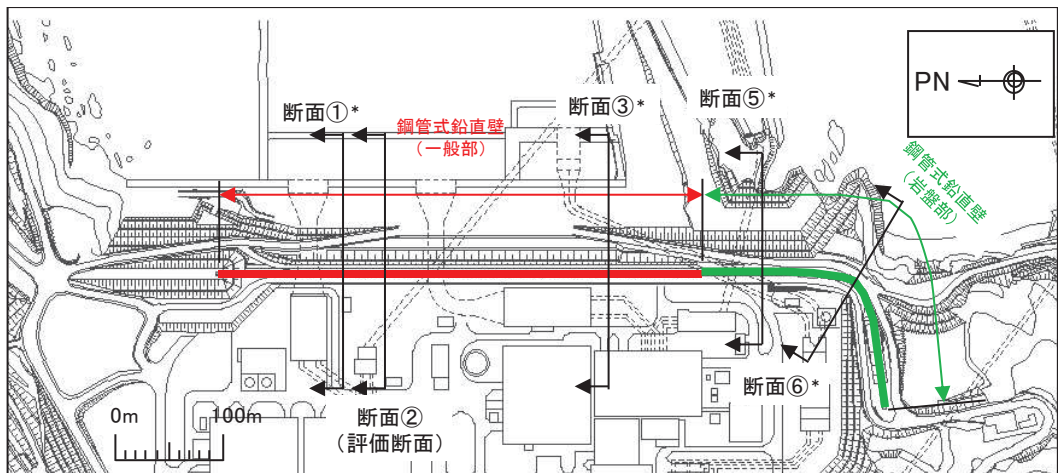 断面①*
鋼管式鉛直壁
(一般部)
断面③*
断面⑤*
PN
鋼管式鉛直壁
(岩盤部)
断面②
(評価断面)
断面⑥*
0m
100m